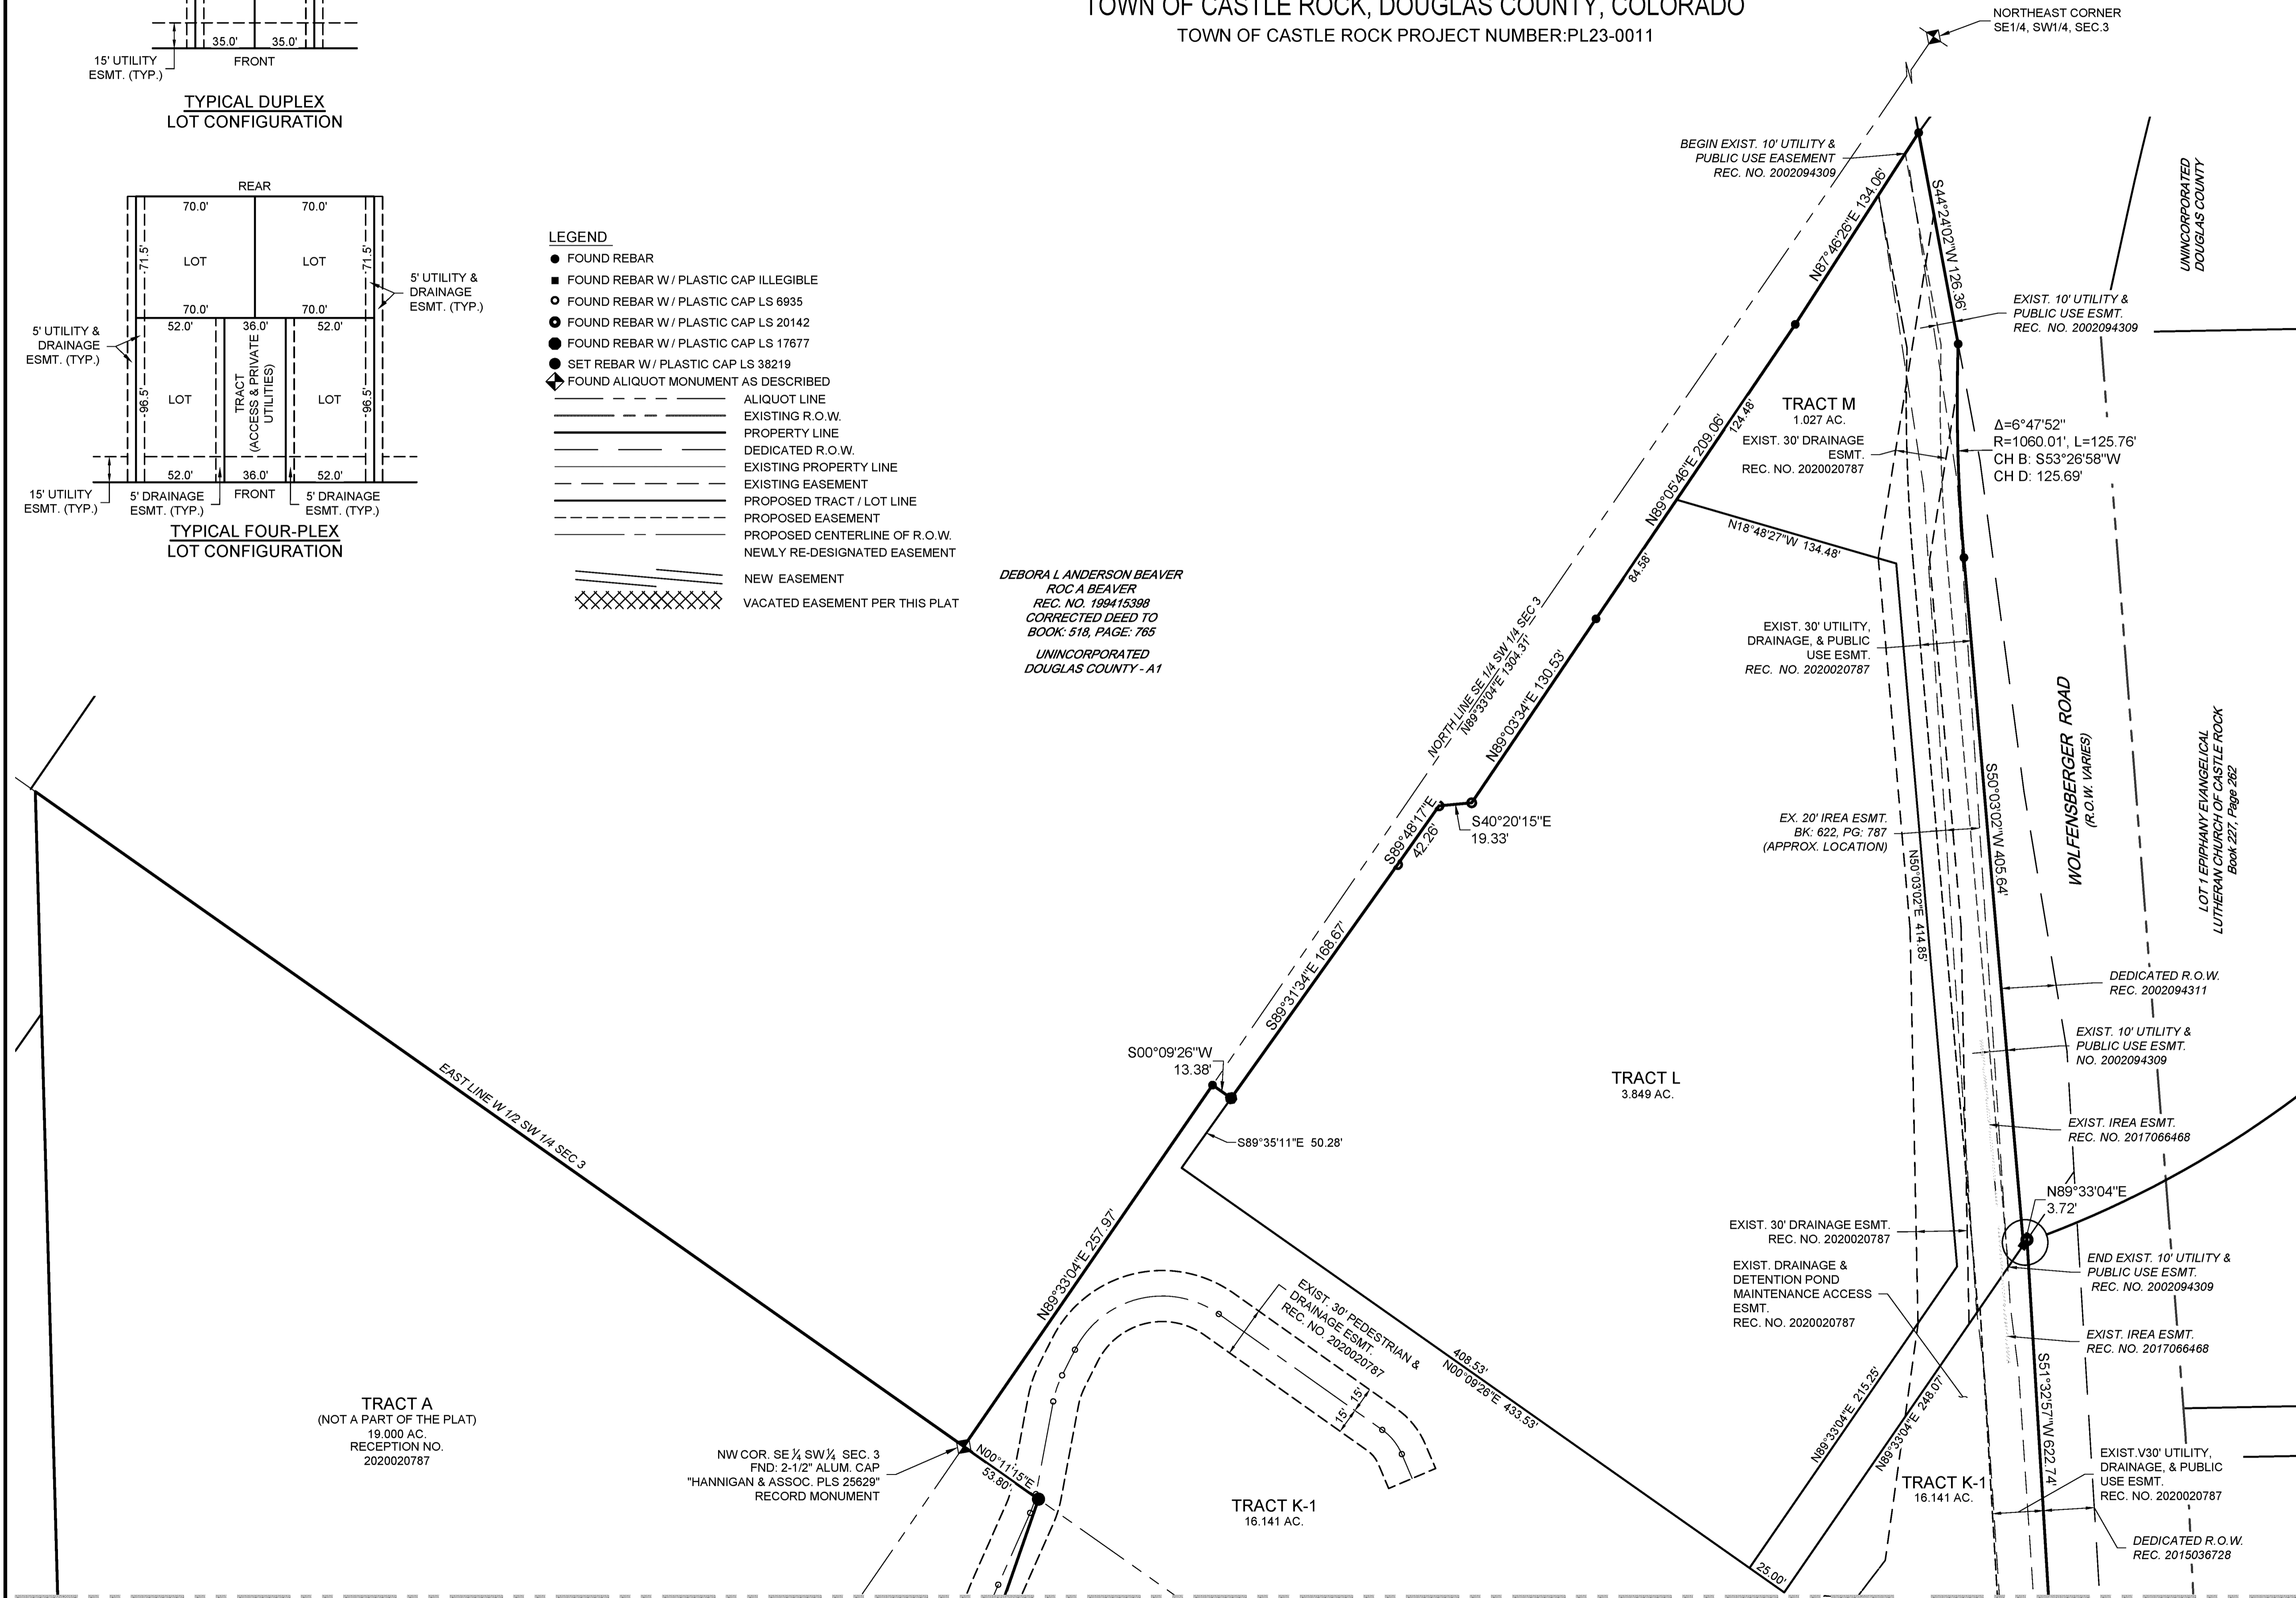 TOWN OF CASTLE ROCK, DOUGLAS COUNTY, COLORADO
TOWN OF CASTLE ROCK PROJECT NUMBER:PL23-0011
35.0' 35.0'
FRONT
15' UTILITY
ESMT. (TYP.)
TYPICAL DUPLEX
LOT CONFIGURATION
REAR
70.0' 70.0'
71.5' 71.5'
LOT LOT
70.0' 70.0'
5' UTILITY &
DRAINAGE
ESMT. (TYP.)
52.0' 36.0' 52.0'
5' UTILITY &
DRAINAGE
ESMT. (TYP.)
96.5' 96.5'
LOT LOT
TRACT
(ACCESS & PRIVATE
UTILITIES)
52.0' 36.0' 52.0'
15' UTILITY
ESMT. (TYP.)
5' DRAINAGE
ESMT. (TYP.)
FRONT
5' DRAINAGE
ESMT. (TYP.)
TYPICAL FOUR-PLEX
LOT CONFIGURATION
LEGEND
FOUND REBAR
FOUND REBAR W / PLASTIC CAP ILLEGIBLE
FOUND REBAR W / PLASTIC CAP LS 6935
FOUND REBAR W / PLASTIC CAP LS 20142
FOUND REBAR W / PLASTIC CAP LS 17677
SET REBAR W / PLASTIC CAP LS 38219
FOUND ALIQUOT MONUMENT AS DESCRIBED
ALIQUOT LINE
EXISTING R.O.W.
PROPERTY LINE
DEDICATED R.O.W.
EXISTING PROPERTY LINE
EXISTING EASEMENT
PROPOSED TRACT / LOT LINE
PROPOSED EASEMENT
PROPOSED CENTERLINE OF R.O.W.
NEWLY RE-DESIGNATED EASEMENT
NEW EASEMENT
VACATED EASEMENT PER THIS PLAT
DEBORA L ANDERSON BEAVER
ROC A BEAVER
REC. NO. 199415398
CORRECTED DEED TO
BOOK: 518, PAGE: 765
UNINCORPORATED
DOUGLAS COUNTY - A1
NORTHEAST CORNER
SE1/4, SW1/4, SEC.3
BEGIN EXIST. 10' UTILITY &
PUBLIC USE EASEMENT
REC. NO. 2002094309
N87°46'26"E 134.06'
S44°24'02"W 126.36'
UNINCORPORATED
DOUGLAS COUNTY
EXIST. 10' UTILITY &
PUBLIC USE ESMT.
REC. NO. 2002094309
TRACT M
1.027 AC.
EXIST. 30' DRAINAGE
ESMT.
REC. NO. 2020020787
Δ=6°47'52"
R=1060.01', L=125.76'
CH B: S53°26'58"W
CH D: 125.69'
N89°05'46"E 209.06'
124.48'
84.58'
N18°48'27"W 134.48'
NORTH LINE SE 1/4 SW 1/4 SEC 3
N89°33'04"E 1304.31'
N89°03'34"E 130.53'
EXIST. 30' UTILITY,
DRAINAGE, & PUBLIC
USE ESMT.
REC. NO. 2020020787
WOLFENSBERGER ROAD
(R.O.W. VARIES)
LOT 1 EPIPHANY EVANGELICAL
LUTHERAN CHURCH OF CASTLE ROCK
Book 227, Page 262
S50°03'02"W 405.64'
S89°48'17"E
42.26'
S40°20'15"E
19.33'
EX. 20' IREA ESMT.
BK: 622, PG: 787
(APPROX. LOCATION)
N50°03'02"E 414.85'
S89°31'34"E 168.67'
DEDICATED R.O.W.
REC. 2002094311
EXIST. 10' UTILITY &
PUBLIC USE ESMT.
NO. 2002094309
S00°09'26"W
13.38'
EAST LINE W 1/2 SW 1/4 SEC 3
TRACT L
3.849 AC.
EXIST. IREA ESMT.
REC. NO. 2017066468
S89°35'11"E 50.28'
N89°33'04"E
3.72'
N89°33'04"E 257.97'
EXIST. 30' DRAINAGE ESMT.
REC. NO. 2020020787
EXIST. DRAINAGE &
DETENTION POND
MAINTENANCE ACCESS
ESMT.
REC. NO. 2020020787
END EXIST. 10' UTILITY &
PUBLIC USE ESMT.
REC. NO. 2002094309
EXIST. 30' PEDESTRIAN &
DRAINAGE ESMT.
REC. NO. 2020020787
15'
15'
EXIST. IREA ESMT.
REC. NO. 2017066468
408.53'
N00°09'26"E 433.53'
N89°33'04"E 215.25'
N89°33'04"E 248.07'
S51°32'57"W 622.74'
TRACT A
(NOT A PART OF THE PLAT)
19.000 AC.
RECEPTION NO.
2020020787
NW COR. SE ¼ SW ¼ SEC. 3
FND: 2-1/2" ALUM. CAP
"HANNIGAN & ASSOC. PLS 25629"
RECORD MONUMENT
N00°11'15"E
53.80'
TRACT K-1
16.141 AC.
TRACT K-1
16.141 AC.
EXIST.V30' UTILITY,
DRAINAGE, & PUBLIC
USE ESMT.
REC. NO. 2020020787
DEDICATED R.O.W.
REC. 2015036728
25.00'